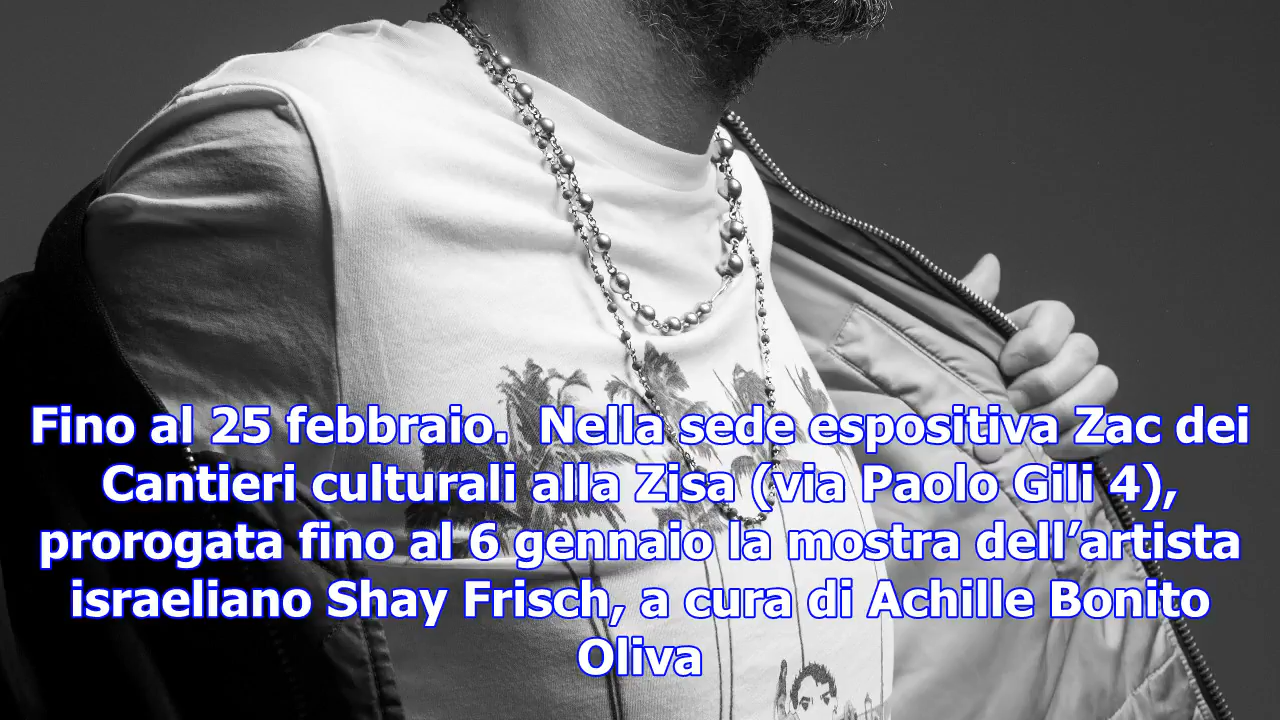 Fino al 25 febbraio.  Nella sede espositiva Zac dei
Cantieri culturali alla Zisa (via Paolo Gili 4),
prorogata fino al 6 gennaio la mostra dell’artista
israeliano Shay Frisch, a cura di Achille Bonito
Oliva